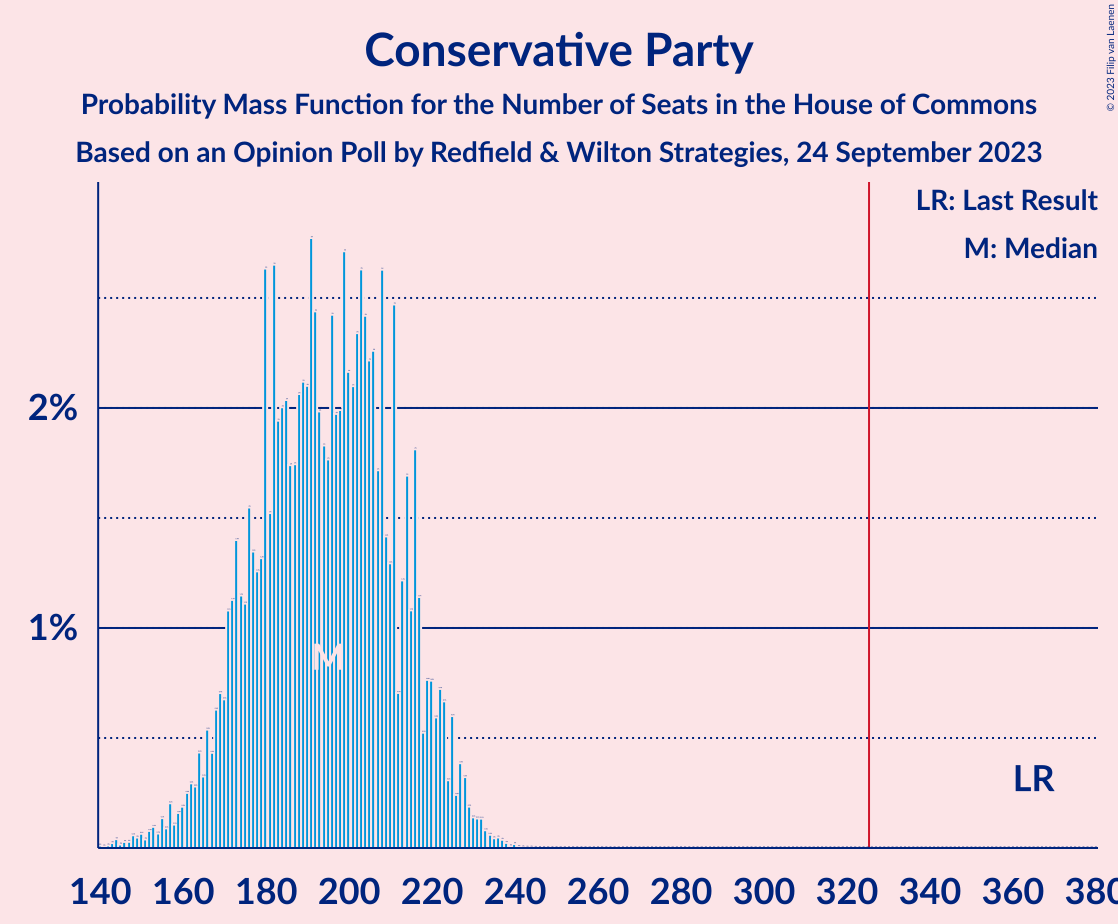 Conservative Party
Probability Mass Function for the Number of Seats in the House of Commons
Based on an Opinion Poll by Redfield & Wilton Strategies, 24 September 2023
© 2023 Filip van Laenen
LR: Last Result
M: Median
2%
1%
M
LR
140 160 180 200 220 240 260 280 300 320 340 360 380